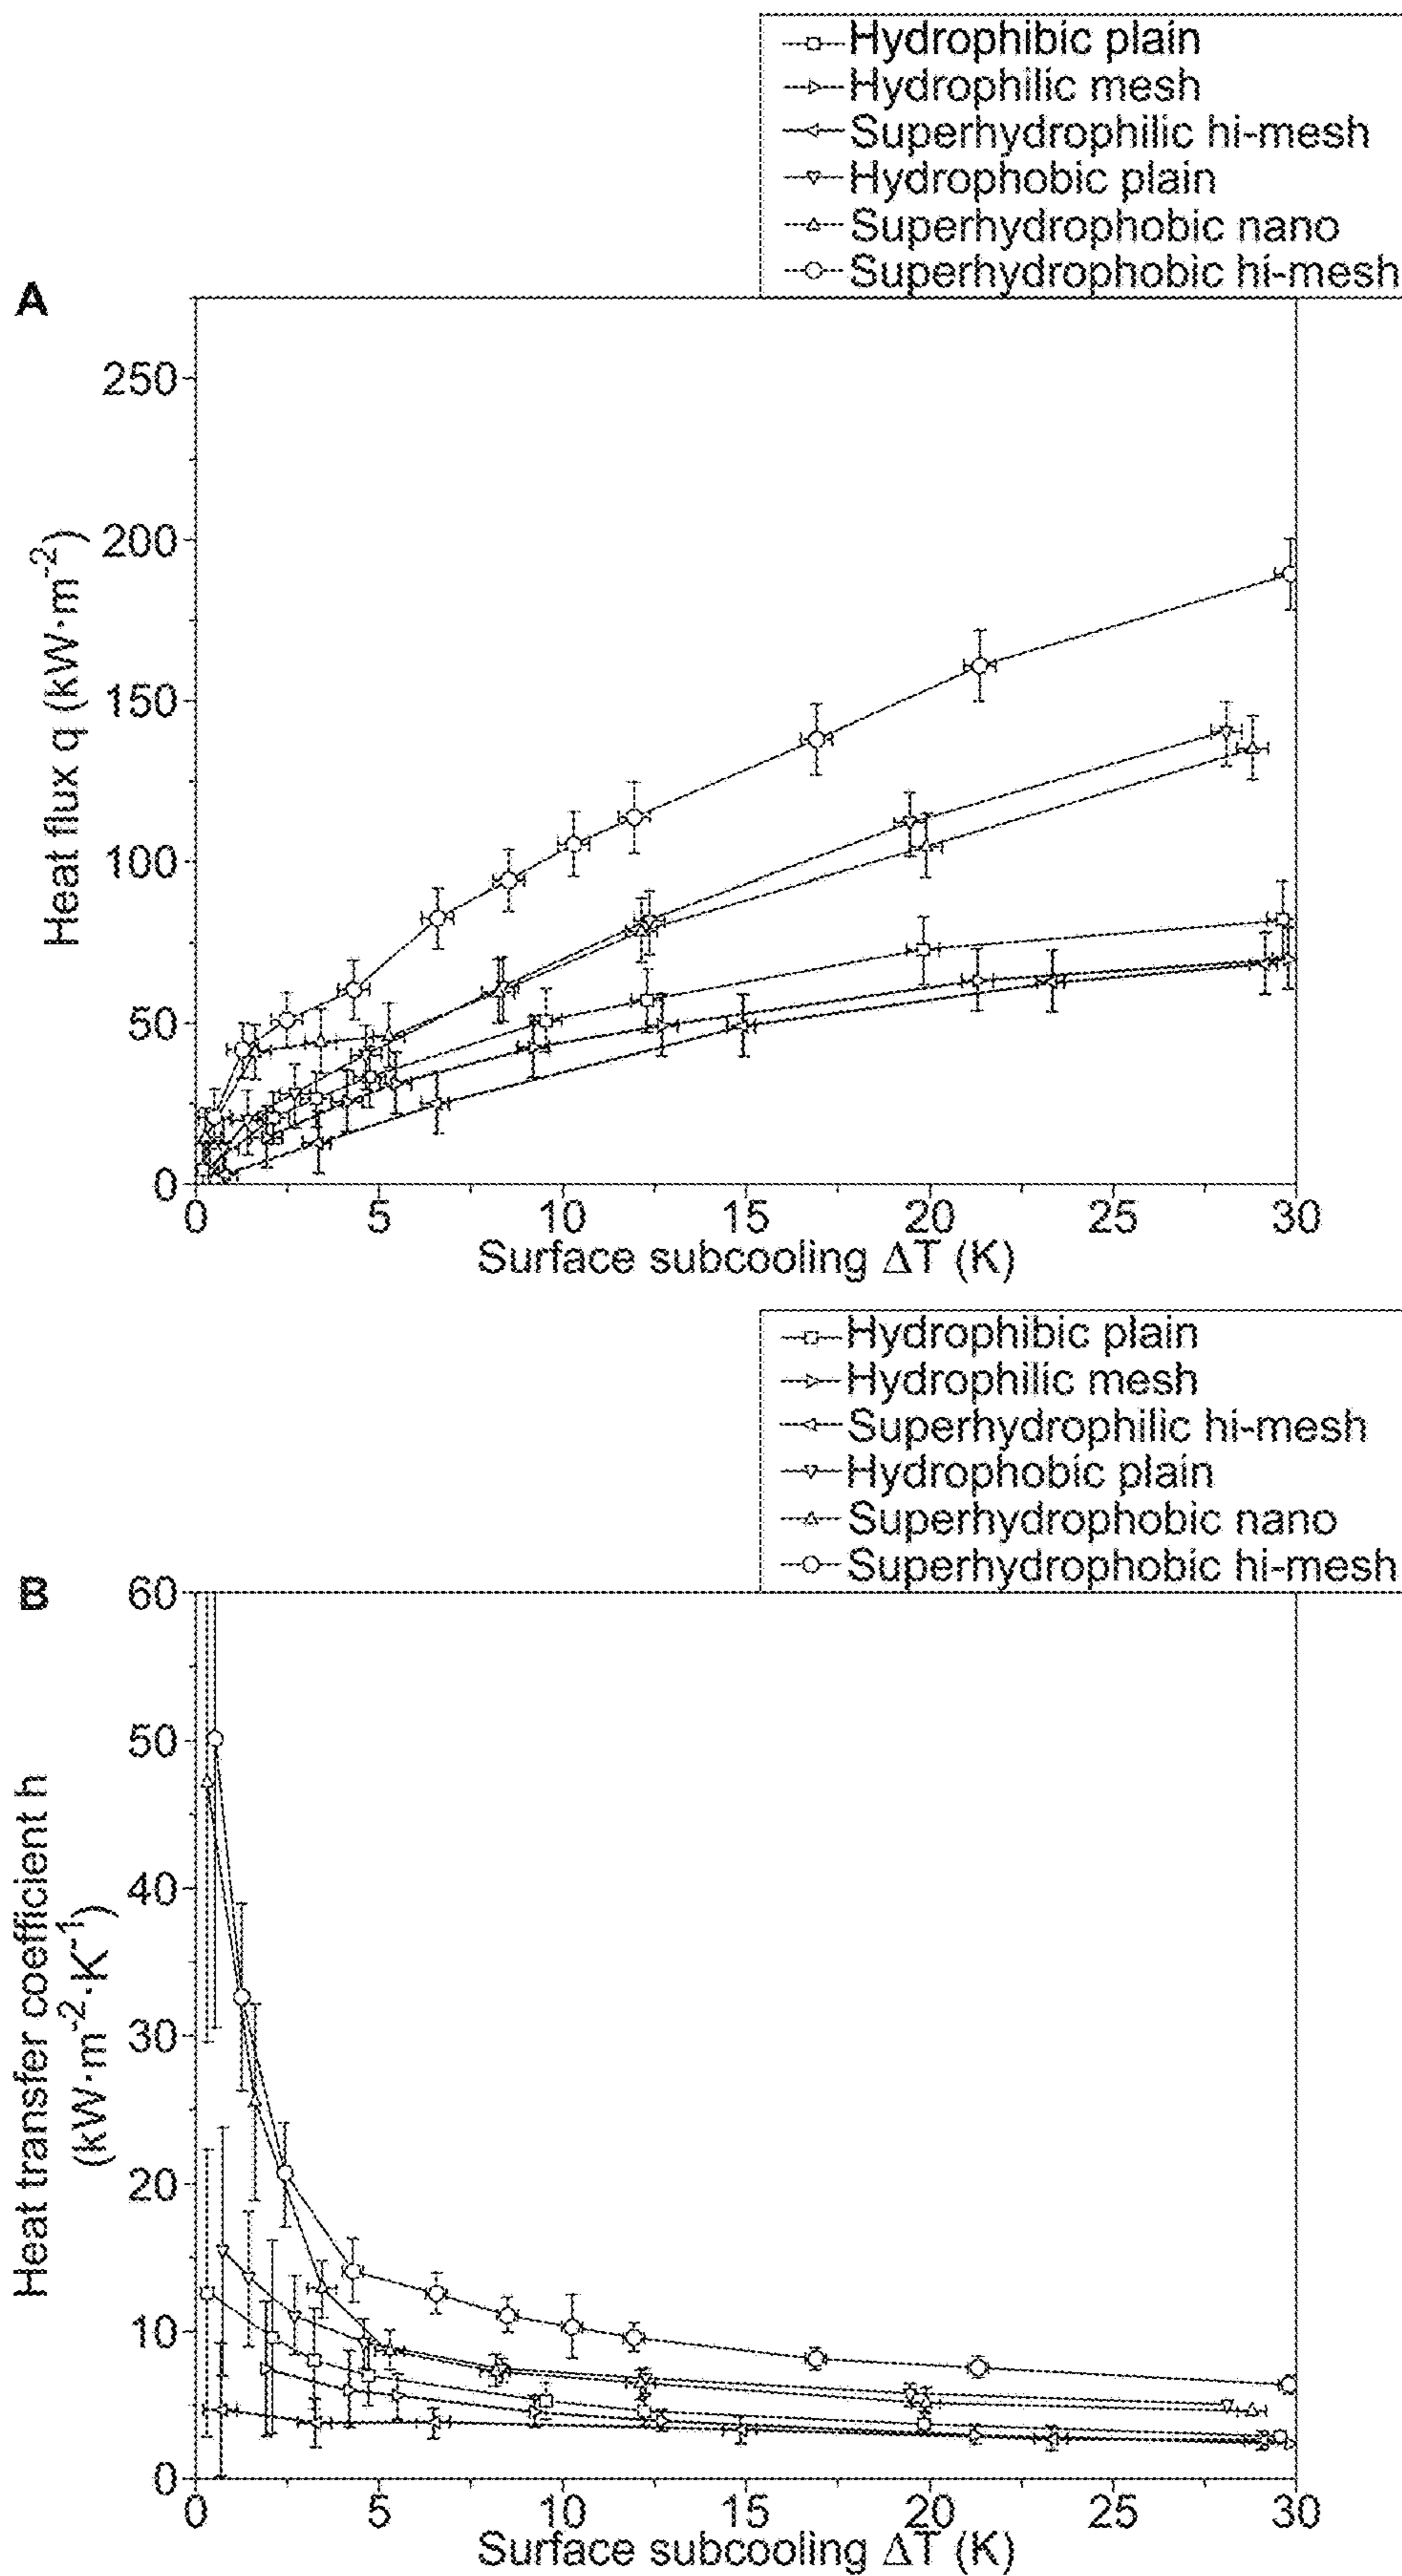 Hydrophibic plain
Hydrophilic mesh
Superhydrophilic hi-mesh
Hydrophobic plain
Superhydrophobic nano
Superhydrophobic hi-mesh
A
250
200
150
100
50
0
Heat flux q (kW·m⁻²)
0 5 10 15 20 25 30
Surface subcooling ΔT (K)
Hydrophibic plain
Hydrophilic mesh
Superhydrophilic hi-mesh
Hydrophobic plain
Superhydrophobic nano
Superhydrophobic hi-mesh
B
60
50
40
30
20
10
0
Heat transfer coefficient h
(kW·m⁻²·K⁻¹)
0 5 10 15 20 25 30
Surface subcooling ΔT (K)